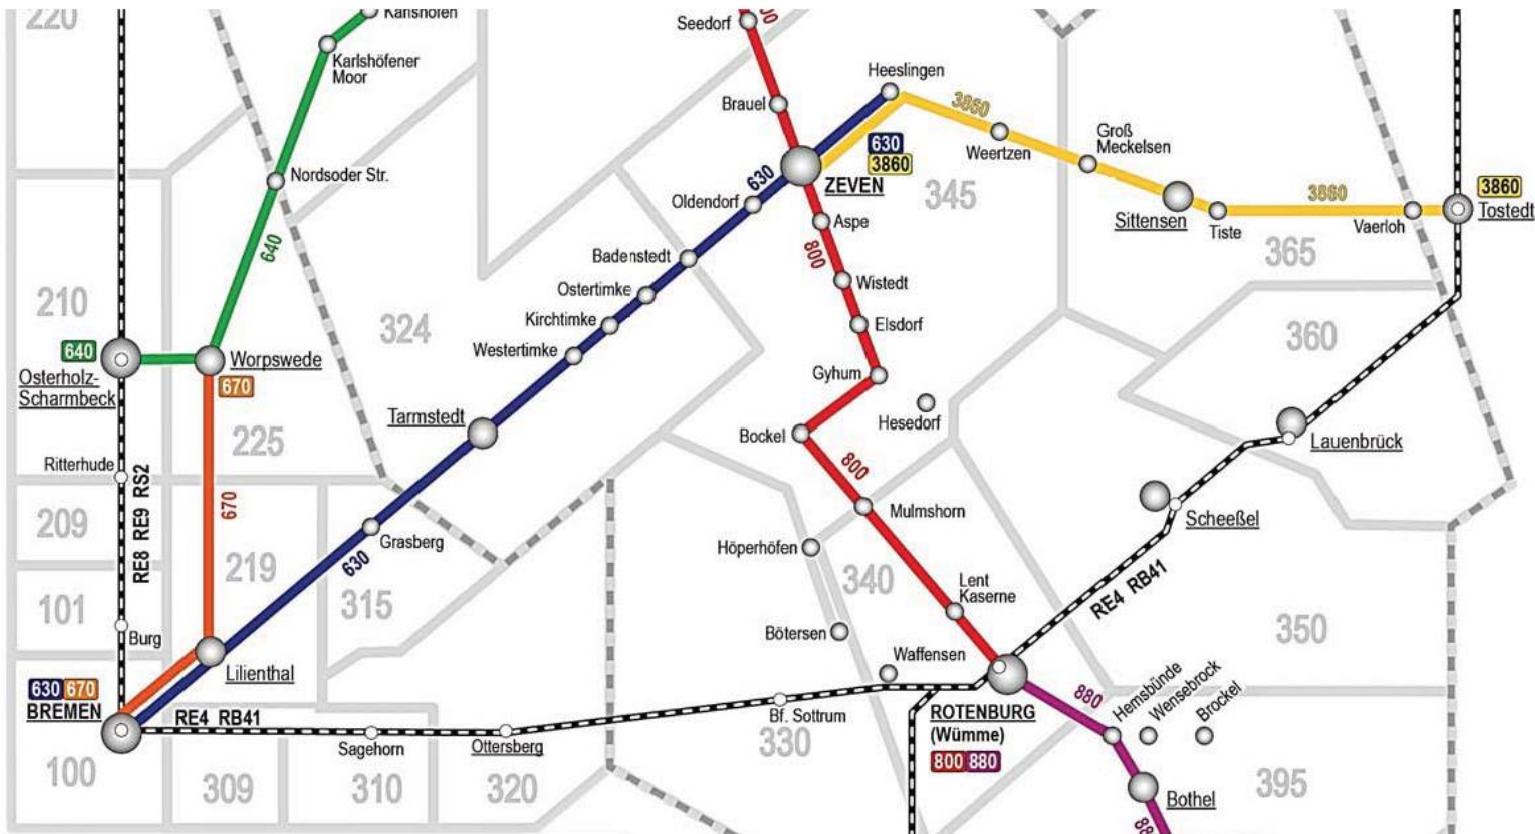 220
Karlshöfen
Karlshöfener
Moor
Seedorf
Heeslingen
Brauel
3860
Groß
Meckelsen
Weertzen
630
3860
630
ZEVEN
Nordsoder Str.
Oldendorf
345
3860
3860
Tostedt
Sittensen
Tiste
Vaerloh
Aspe
800
640
Badenstedt
365
210
Ostertimke
Wistedt
324
Kirchtimke
Elsdorf
360
640
Osterholz-
Scharmbeck
Worpswede
670
Westertimke
Gyhum
Hesedorf
Tarmstedt
Bockel
225
Lauenbrück
Ritterhude
800
RE8 RE9 RS2
670
Mulmshorn
Scheeßel
209
Grasberg
630
Höperhöfen
219
340
Lent
Kaserne
RE4 RB41
101
315
Burg
Bötersen
350
Waffensen
Lilienthal
630 670
BREMEN
RE4 RB41
Sagehorn
Ottersberg
Bf. Sottrum
330
ROTENBURG
(Wümme)
800 880
880
Hemsbünde
Wensebrock
Brockel
100
309
310
320
395
Bothel